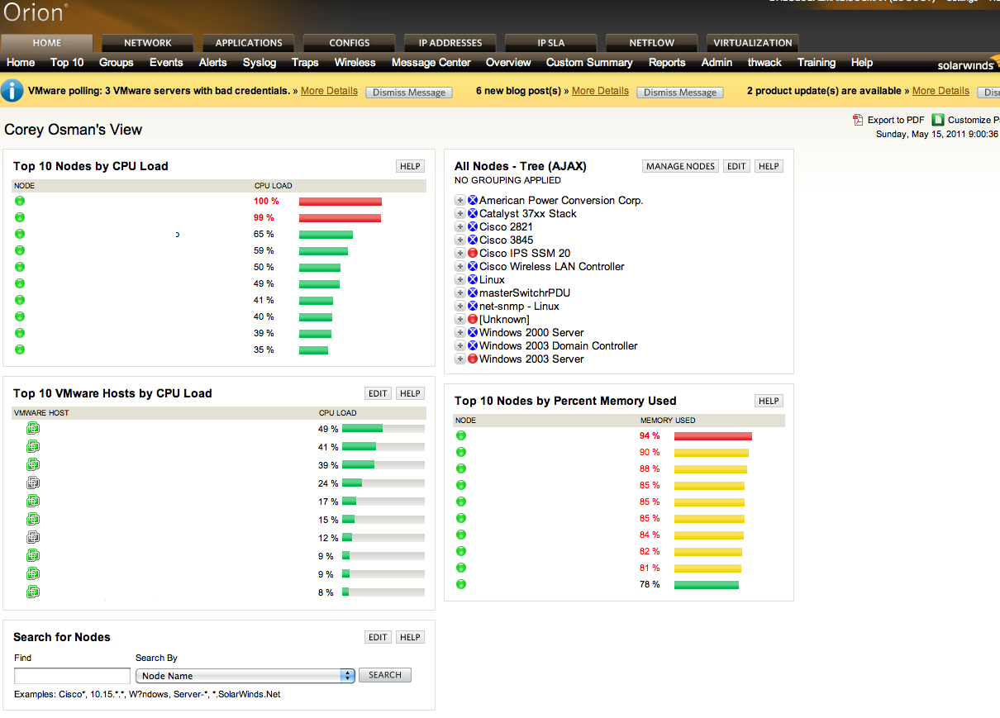 Orion
HOME NETWORK APPLICATIONS CONFIGS IP ADDRESSES IP SLA NETFLOW VIRTUALIZATION
Home Top 10 Groups Events Alerts Syslog Traps Wireless Message Center Overview Custom Summary Reports Admin thwack Training Help
solarwinds
VMware polling: 3 VMware servers with bad credentials. » More Details Dismiss Message 6 new blog post(s) » More Details Dismiss Message 2 product update(s) are available » More Details
Export to PDF Customize
Corey Osman's View
Sunday, May 15, 2011 9:00:36
Top 10 Nodes by CPU Load HELP
NODE CPU LOAD
100 %
99 %
65 %
59 %
50 %
49 %
41 %
40 %
39 %
35 %
All Nodes - Tree (AJAX) MANAGE NODES EDIT HELP
NO GROUPING APPLIED
American Power Conversion Corp.
Catalyst 37xx Stack
Cisco 2821
Cisco 3845
Cisco IPS SSM 20
Cisco Wireless LAN Controller
Linux
masterSwitchrPDU
net-snmp - Linux
[Unknown]
Windows 2000 Server
Windows 2003 Domain Controller
Windows 2003 Server
Top 10 VMware Hosts by CPU Load EDIT HELP
VMWARE HOST CPU LOAD
49 %
41 %
39 %
24 %
17 %
15 %
12 %
9 %
9 %
8 %
Top 10 Nodes by Percent Memory Used HELP
NODE MEMORY USED
94 %
90 %
88 %
85 %
85 %
85 %
84 %
82 %
81 %
78 %
Search for Nodes EDIT HELP
Find Search By
Node Name SEARCH
Examples: Cisco*, 10.15.*.*, W?ndows, Server-*, *.SolarWinds.Net